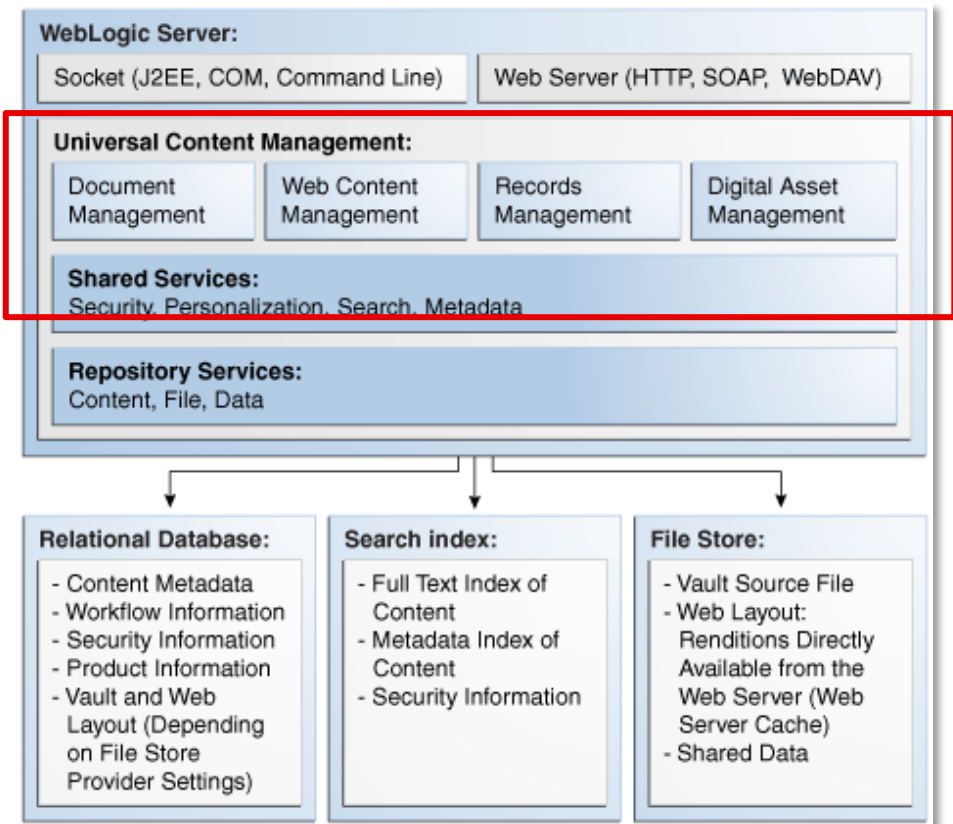 WebLogic Server:
Socket (J2EE, COM, Command Line)
Web Server (HTTP, SOAP, WebDAV)
Universal Content Management:
Document
Management
Web Content
Management
Records
Management
Digital Asset
Management
Shared Services:
Security, Personalization, Search, Metadata
Repository Services:
Content, File, Data
Relational Database:
- Content Metadata
- Workflow Information
- Security Information
- Product Information
- Vault and Web
Layout (Depending
on File Store
Provider Settings)
Search index:
- Full Text Index of
Content
- Metadata Index of
Content
- Security Information
File Store:
- Vault Source File
- Web Layout:
Renditions Directly
Available from the
Web Server (Web
Server Cache)
- Shared Data